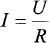 I = U/R